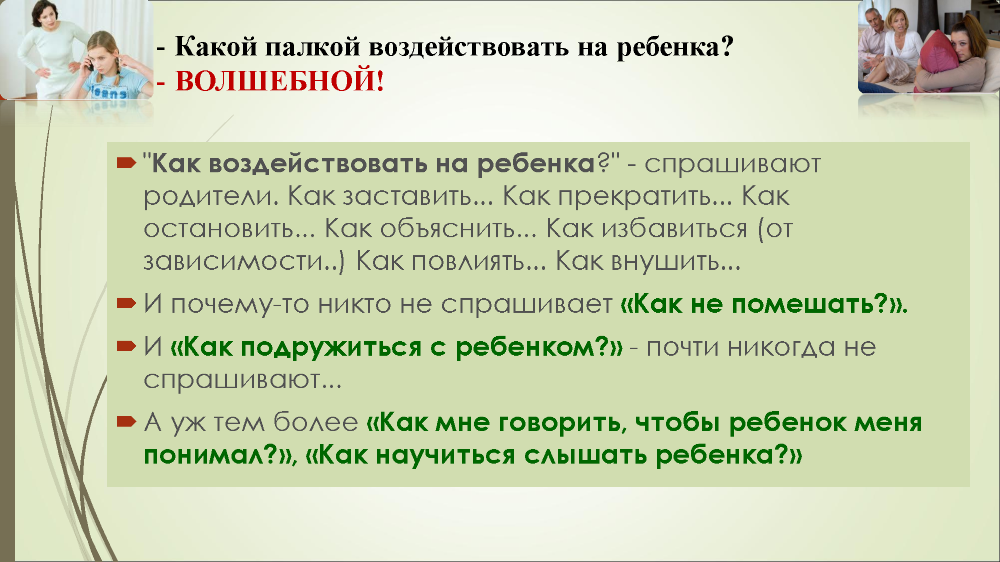 - Какой палкой воздействовать на ребенка?
- ВОЛШЕБНОЙ!
"Как воздействовать на ребенка?" - спрашивают
родители. Как заставить... Как прекратить... Как
остановить... Как объяснить... Как избавиться (от
зависимости..) Как повлиять... Как внушить...
И почему-то никто не спрашивает «Как не помешать?».
И «Как подружиться с ребенком?» - почти никогда не
спрашивают...
А уж тем более «Как мне говорить, чтобы ребенок меня
понимал?», «Как научиться слышать ребенка?»
Jeans